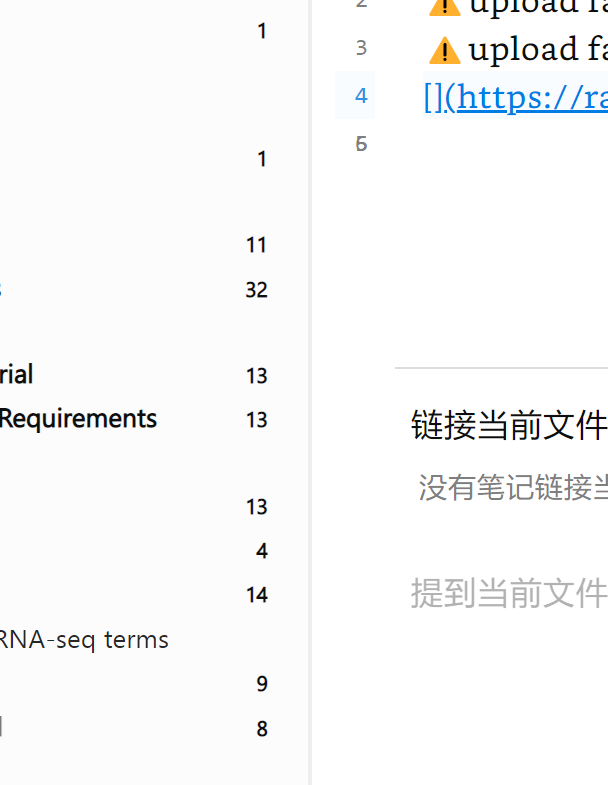 1
1
11
32
rial 13
Requirements 13
13
4
14
RNA-seq terms
9
8
2 ⚠️ upload fa
3 ⚠️ upload fa
4 [](https://ra
5
链接当前文件
没有笔记链接当
提到当前文件